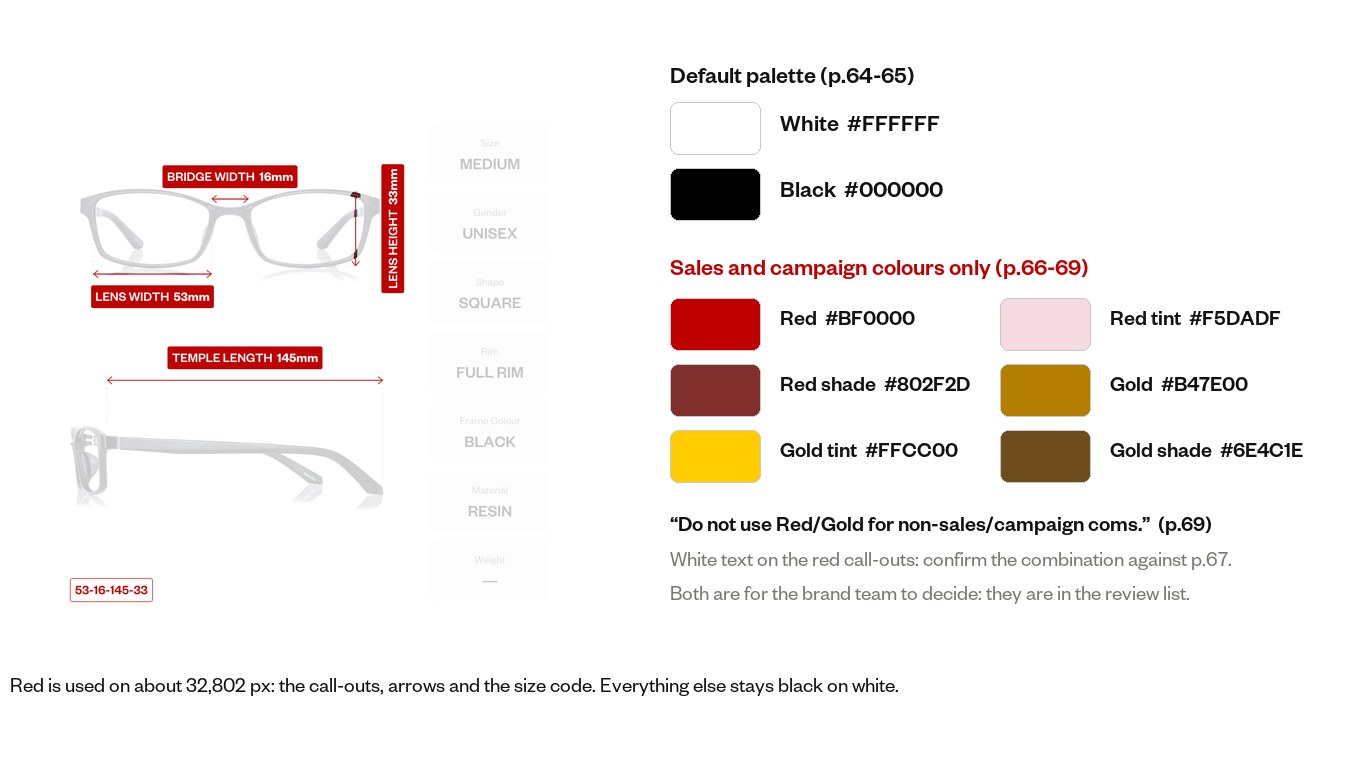 BRIDGE WIDTH 16mm
LENS HEIGHT 33mm
LENS WIDTH 53mm
TEMPLE LENGTH 145mm
53-16-145-33
Size
MEDIUM
Gender
UNISEX
Shape
SQUARE
Rim
FULL RIM
Frame Colour
BLACK
Material
RESIN
Weight
—
Default palette (p.64-65)
White #FFFFFF
Black #000000
Sales and campaign colours only (p.66-69)
Red #BF0000
Red tint #F5DADF
Red shade #802F2D
Gold #B47E00
Gold tint #FFCC00
Gold shade #6E4C1E
“Do not use Red/Gold for non-sales/campaign coms.” (p.69)
White text on the red call-outs: confirm the combination against p.67.
Both are for the brand team to decide: they are in the review list.
Red is used on about 32,802 px: the call-outs, arrows and the size code. Everything else stays black on white.